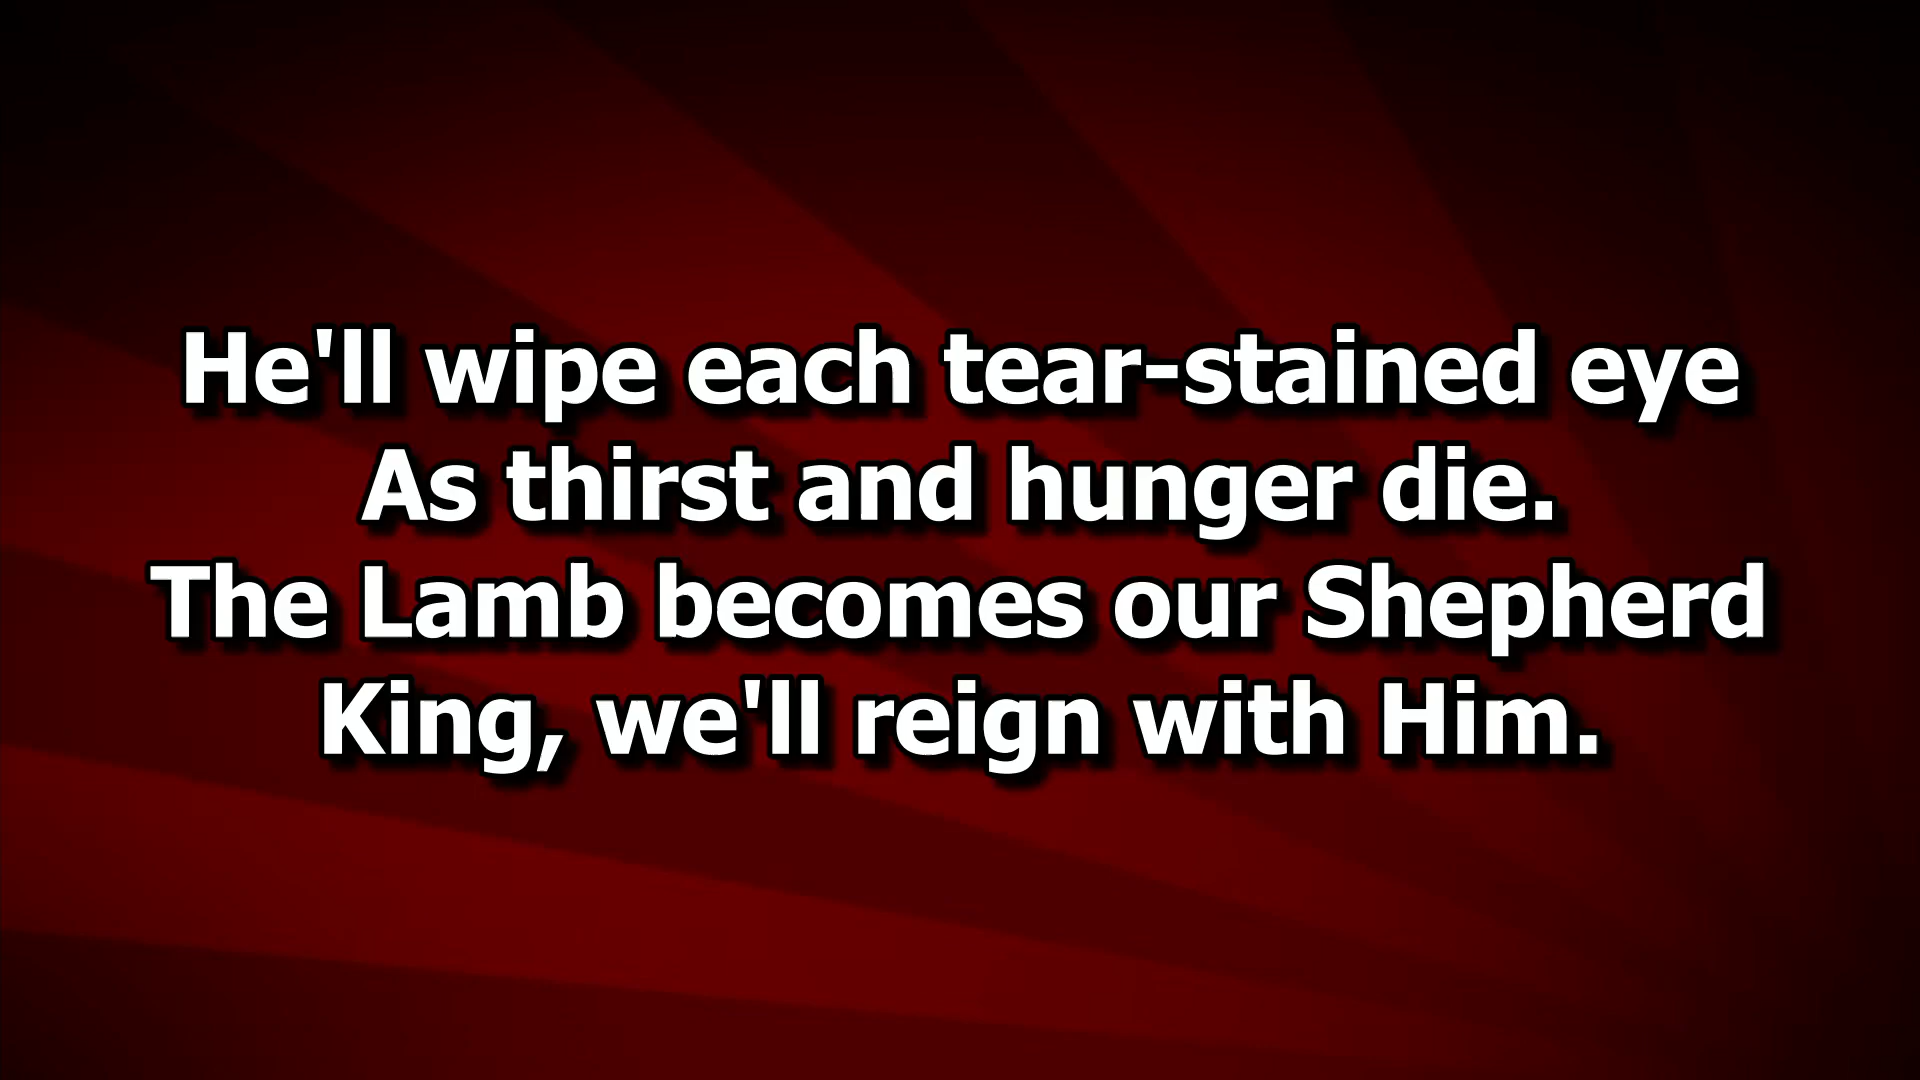 He'll wipe each tear-stained eye
As thirst and hunger die.
The Lamb becomes our Shepherd
King, we'll reign with Him.